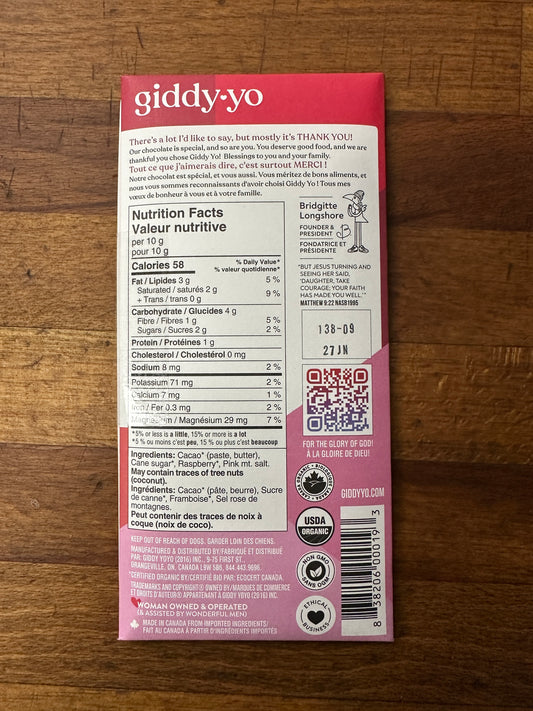 giddy·yo
There's a lot I'd like to say, but mostly it's THANK YOU!
Our chocolate is special, and so are you. You deserve good food, and we are
thankful you chose Giddy Yo! Blessings to you and your family.
Tout ce que j'aimerais dire, c'est surtout MERCI !
Notre chocolat est spécial, et vous aussi. Vous méritez de bons aliments, et
nous vous sommes reconnaissants d'avoir choisi Giddy Yo ! Tous mes
vœux de bonheur à vous et à votre famille.
Nutrition Facts
Valeur nutritive
per 10 g
pour 10 g
Calories 58
% Daily Value*
% valeur quotidienne*
Fat / Lipides 3 g 5 %
Saturated / saturés 2 g
+ Trans / trans 0 g
9 %
Carbohydrate / Glucides 4 g
Fibre / Fibres 1 g 5 %
Sugars / Sucres 2 g 2 %
Protein / Protéines 1 g
Cholesterol / Cholestérol 0 mg
Sodium 8 mg 2 %
Potassium 71 mg 2 %
Calcium 7 mg 1 %
Iron / Fer 0.3 mg 2 %
Magnesium / Magnésium 29 mg 7 %
*5% or less is a little, 15% or more is a lot
*5 % ou moins c'est peu, 15 % ou plus c'est beaucoup
Ingredients: Cacao* (paste, butter),
Cane sugar*, Raspberry*, Pink mt. salt.
May contain traces of tree nuts
(coconut).
Ingrédients: Cacao* (pâte, beurre), Sucre
de canne*, Framboise*, Sel rose de
montagnes.
Peut contenir des traces de noix à
coque (noix de coco).
Bridgitte
Longshore
FOUNDER &
PRESIDENT
FONDATRICE ET
PRÉSIDENTE
"BUT JESUS TURNING AND
SEEING HER SAID,
'DAUGHTER, TAKE
COURAGE; YOUR FAITH
HAS MADE YOU WELL.'"
MATTHEW 9:22 NASB1995
138-09
27JN
FOR THE GLORY OF GOD!
À LA GLOIRE DE DIEU!
GIDDYYO.COM
USDA
ORGANIC
NON GMO
SANS OGM
ETHICAL
BUSINESS
KEEP OUT OF REACH OF DOGS. GARDER LOIN DES CHIENS.
MANUFACTURED & DISTRIBUTED BY/FABRIQUÉ ET DISTRIBUÉ
PAR: GIDDY YOYO (2016) INC., 9-75 FIRST ST.,
ORANGEVILLE, ON, CANADA L9W 5B6, 844.443.9696.
*CERTIFIED ORGANIC BY/CERTIFIÉ BIO PAR: ECOCERT CANADA.
TRADEMARKS AND COPYRIGHT® OWNED BY/MARQUES DE COMMERCE
ET DROITS D'AUTEUR® APPARTENANT À GIDDY YOYO (2016) INC.
WOMAN OWNED & OPERATED
(& ASSISTED BY WONDERFUL MEN)
MADE IN CANADA FROM IMPORTED INGREDIENTS/
FAIT AU CANADA À PARTIR D'INGRÉDIENTS IMPORTÉS
8 38206 00019 3